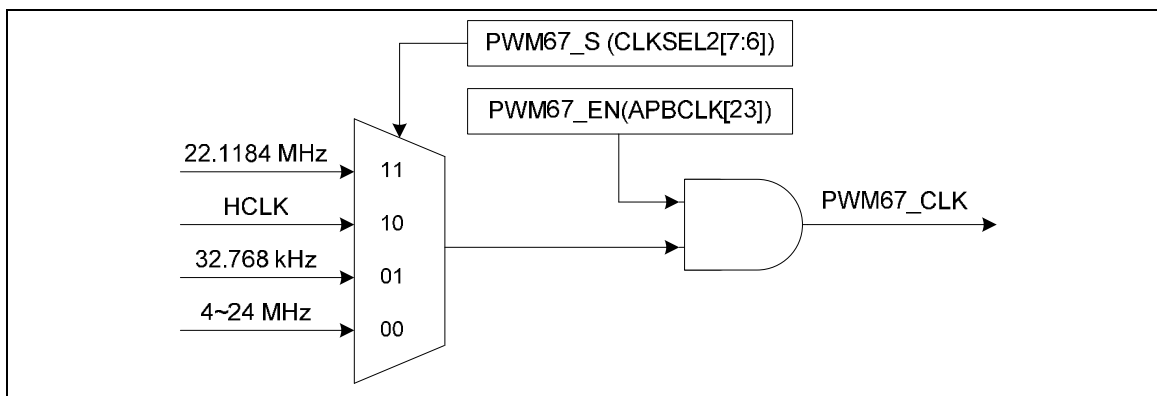 PWM67_S (CLKSEL2[7:6])
PWM67_EN(APBCLK[23])
22.1184 MHz
11
HCLK
10
PWM67_CLK
32.768 kHz
01
4~24 MHz
00